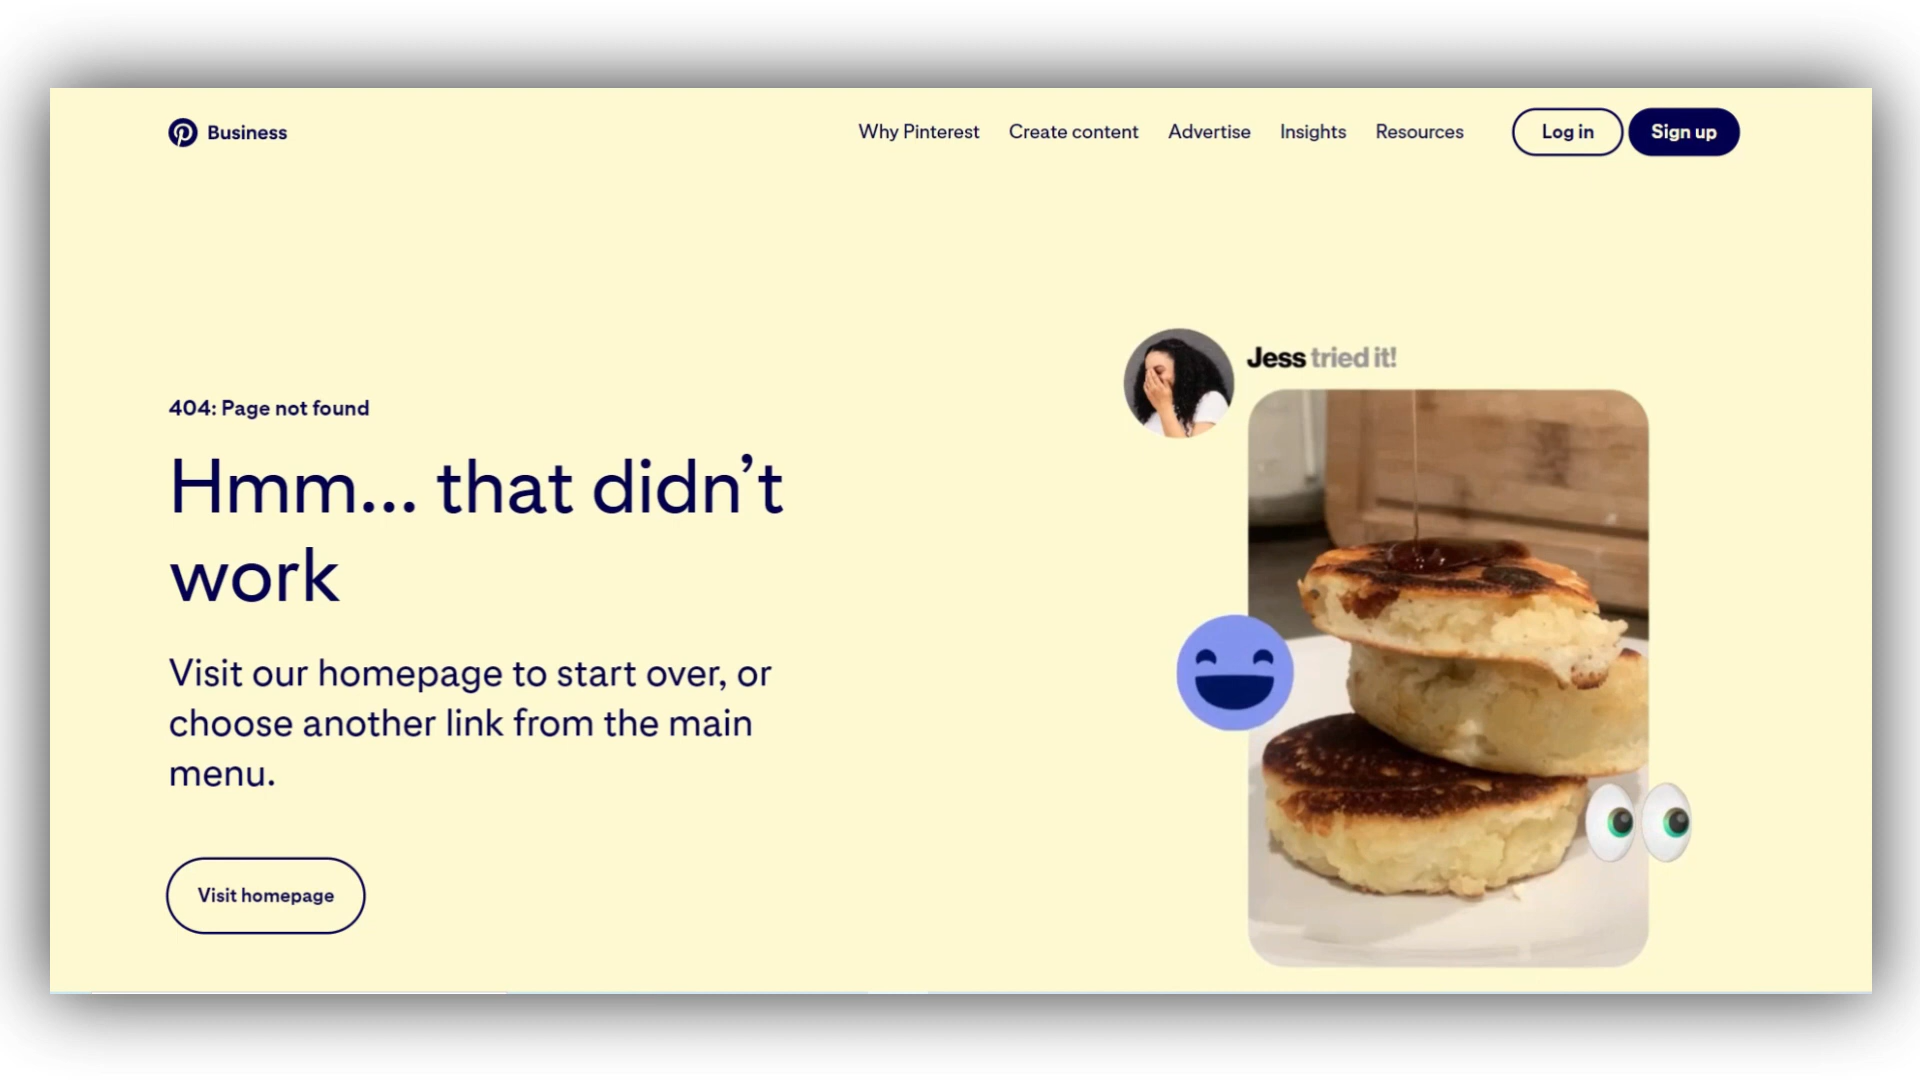 Business
Why Pinterest
Create content
Advertise
Insights
Resources
Log in
Sign up
404: Page not found
Hmm... that didn’t
work
Visit our homepage to start over, or
choose another link from the main
menu.
Visit homepage
Jess tried it!